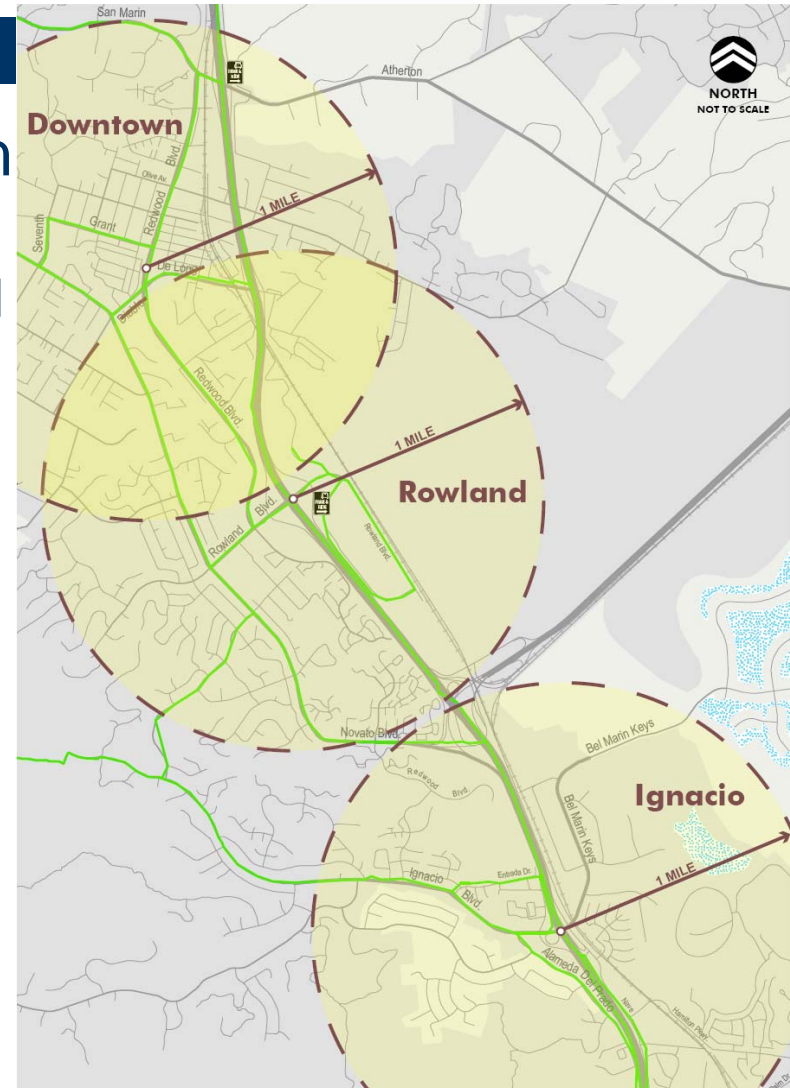 San Marin
Atherton
NORTH
NOT TO SCALE
Downtown
Olive Av.
Redwood Blvd.
1 MILE
Seventh
Grant
De Long
Redwood Blvd.
1 MILE
Rowland
Rowland Blvd.
Rowland Blvd.
Novato Blvd.
Redwood Blvd.
Bel Marin Keys
Bel Marin Keys
Ignacio
1 MILE
Ignacio Blvd.
Entrada Dr.
Alameda Del Prado
Nave
Hamilton Pkwy